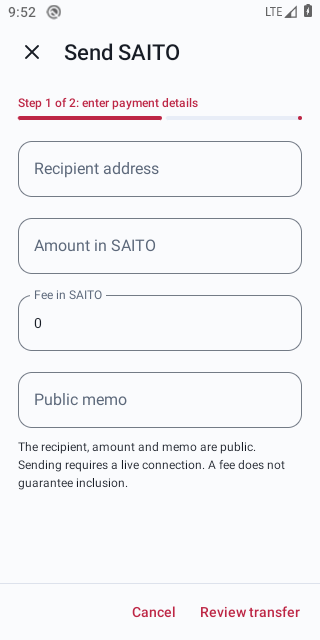 9:52
LTE
Send SAITO
Step 1 of 2: enter payment details
Recipient address
Amount in SAITO
Fee in SAITO
0
Public memo
The recipient, amount and memo are public.
Sending requires a live connection. A fee does not
guarantee inclusion.
Cancel
Review transfer